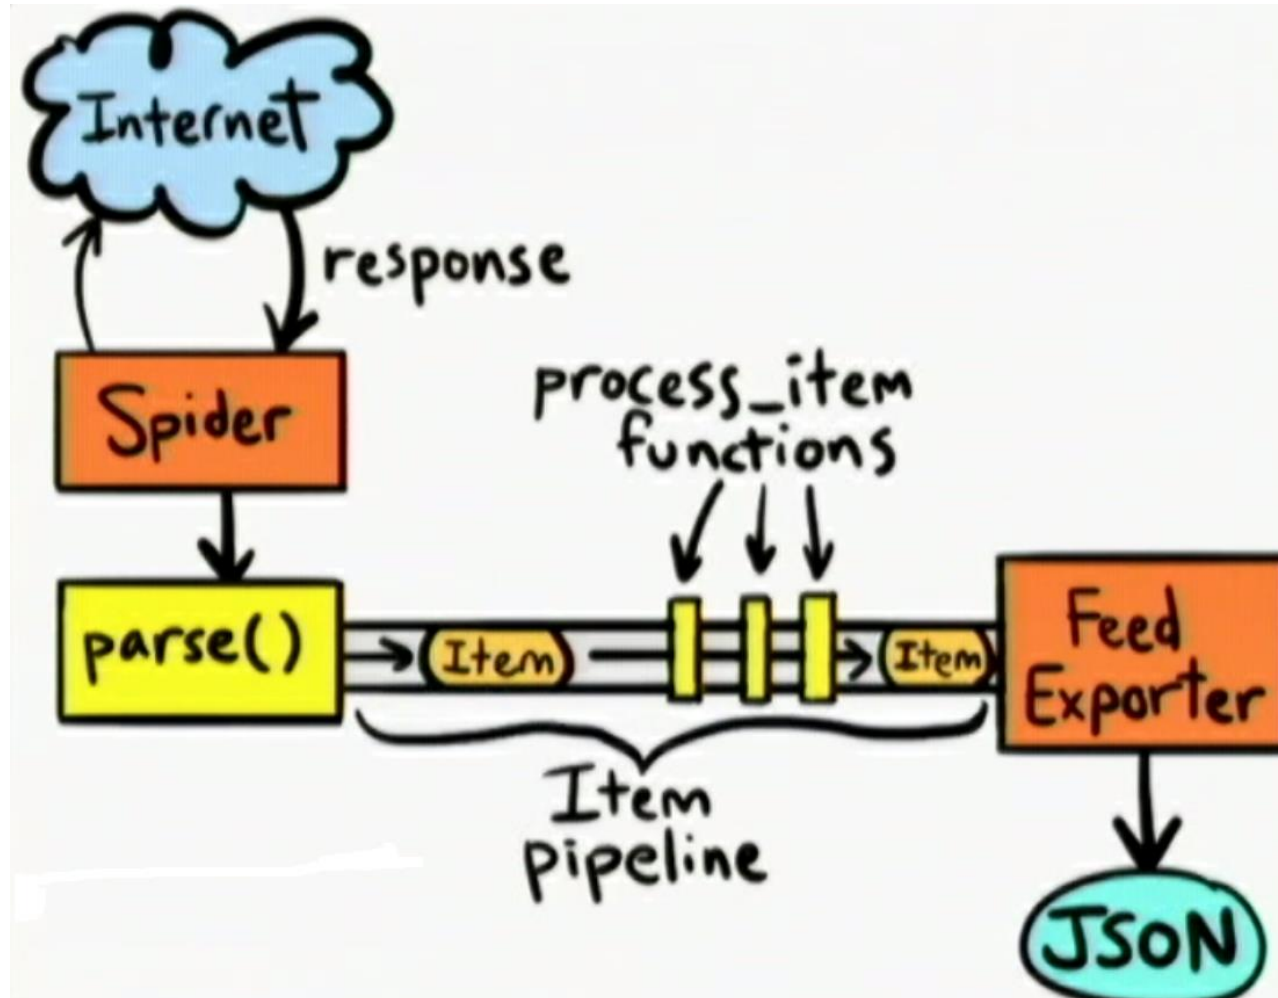 Internet
response
Spider
process_item
functions
parse()
Item
Item
Feed
Exporter
Item
pipeline
JSON